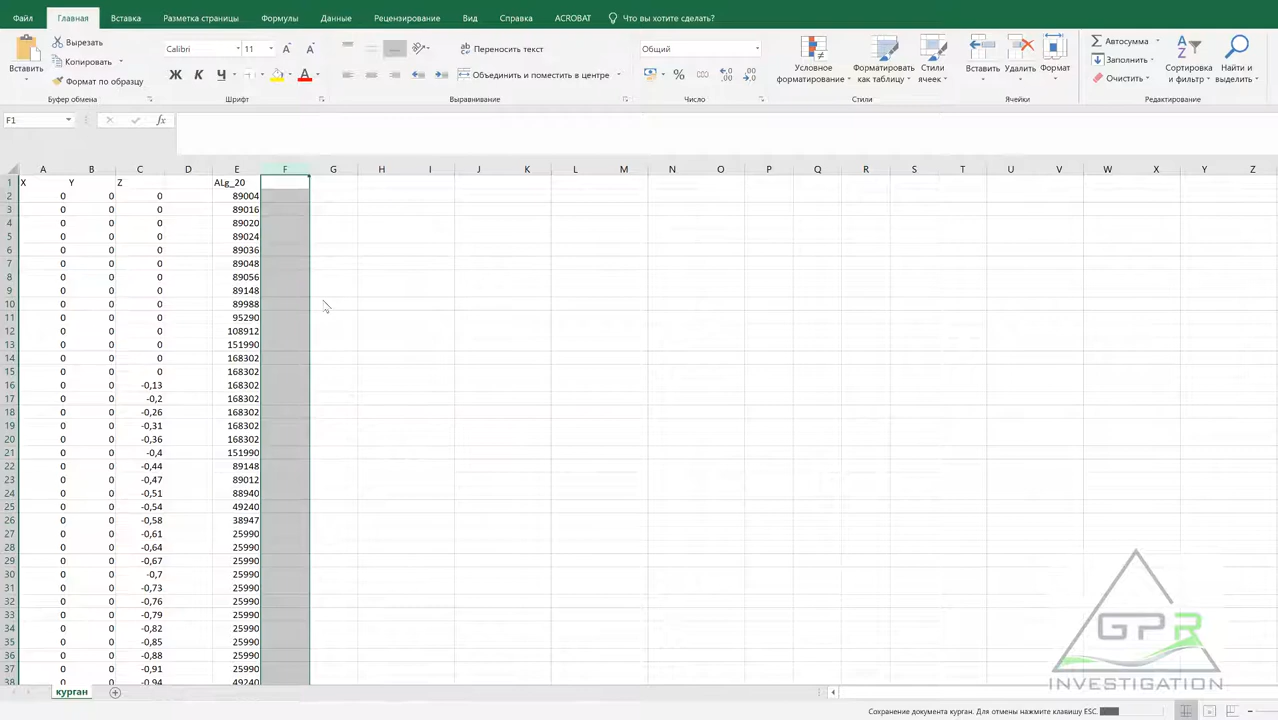 Файл Главная Вставка Разметка страницы Формулы Данные Рецензирование Вид Справка ACROBAT Что вы хотите сделать?
Вставить
Вырезать
Копировать
Формат по образцу
Буфер обмена
Calibri 11
Ж К Ч
Шрифт
Переносить текст
Объединить и поместить в центре
Выравнивание
Общий
%
Число
Условное форматирование
Форматировать как таблицу
Стили ячеек
Стили
Вставить Удалить Формат
Ячейки
Автосумма
Заполнить
Очистить
Сортировка и фильтр
Найти и выделить
Редактирование
F1 fx
A B C D E F G H I J K L M N O P Q R S T U V W X Y Z
1 X Y Z ALg_20
2 0 0 0 89004
3 0 0 0 89016
4 0 0 0 89020
5 0 0 0 89024
6 0 0 0 89036
7 0 0 0 89048
8 0 0 0 89056
9 0 0 0 89148
10 0 0 0 89988
11 0 0 0 95290
12 0 0 0 108912
13 0 0 0 151990
14 0 0 0 168302
15 0 0 0 168302
16 0 0 -0,13 168302
17 0 0 -0,2 168302
18 0 0 -0,26 168302
19 0 0 -0,31 168302
20 0 0 -0,36 168302
21 0 0 -0,4 151990
22 0 0 -0,44 89148
23 0 0 -0,47 89012
24 0 0 -0,51 88940
25 0 0 -0,54 49240
26 0 0 -0,58 38947
27 0 0 -0,61 25990
28 0 0 -0,64 25990
29 0 0 -0,67 25990
30 0 0 -0,7 25990
31 0 0 -0,73 25990
32 0 0 -0,76 25990
33 0 0 -0,79 25990
34 0 0 -0,82 25990
35 0 0 -0,85 25990
36 0 0 -0,88 25990
37 0 0 -0,91 25990
38 0 0 -0,94 49240
GPR
INVESTIGATION
курган
Сохранение документа курган. Для отмены нажмите клавишу ESC.